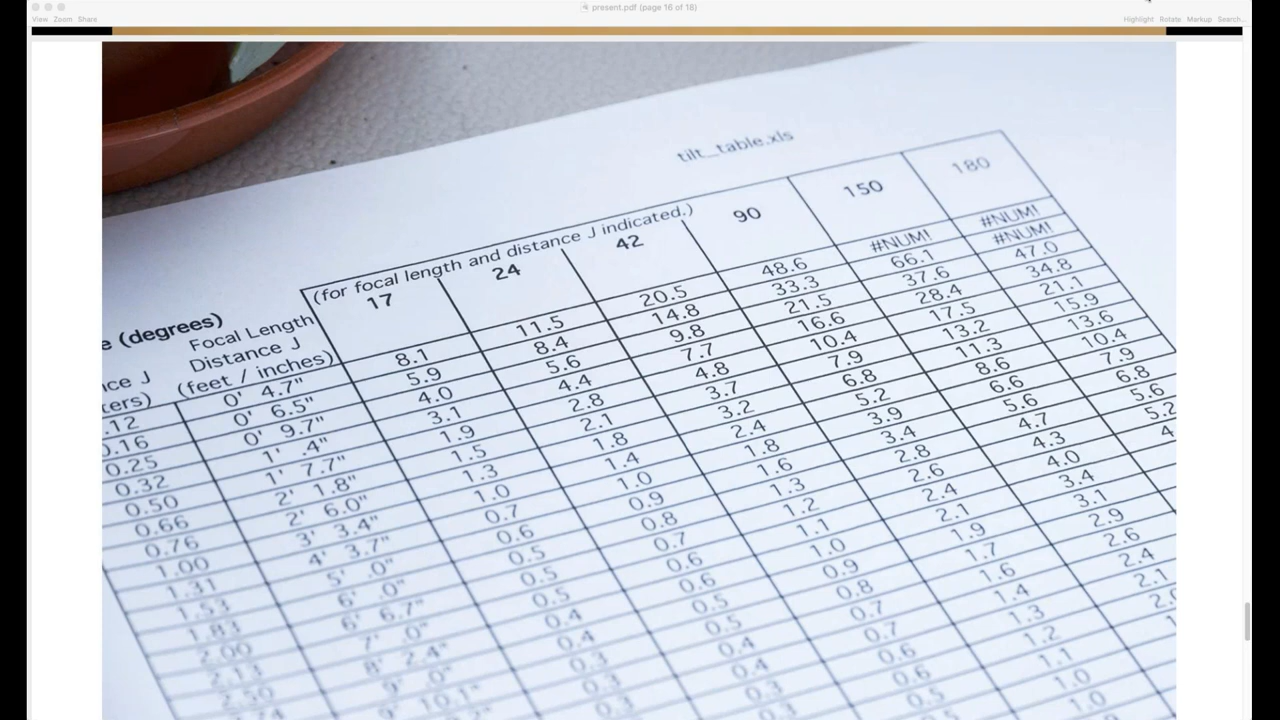 present.pdf (page 16 of 18)
View Zoom Share Highlight Rotate Markup Search...
tilt_table.xls
(for focal length and distance J indicated.)
e (degrees)
Focal Length 17 24 42 90 150 180
nce J Distance J
ters) (feet / inches)
.12 0' 4.7" 8.1 11.5 20.5 48.6 #NUM! #NUM!
0.16 0' 6.5" 5.9 8.4 14.8 33.3 66.1 #NUM!
0.25 0' 9.7" 4.0 5.6 9.8 21.5 37.6 47.0
0.32 1' .4" 3.1 4.4 7.7 16.6 28.4 34.8
0.50 1' 7.7" 1.9 2.8 4.8 10.4 17.5 21.1
0.66 2' 1.8" 1.5 2.1 3.7 7.9 13.2 15.9
0.76 2' 6.0" 1.3 1.8 3.2 6.8 11.3 13.6
1.00 3' 3.4" 1.0 1.4 2.4 5.2 8.6 10.4
1.31 4' 3.7" 0.7 1.0 1.8 3.9 6.6 7.9
1.53 5' .0" 0.6 0.9 1.6 3.4 5.6 6.8
1.83 6' .0" 0.5 0.8 1.3 2.8 4.7 5.6
2.00 6' 6.7" 0.5 0.7 1.2 2.6 4.3 5.2
2.13 7' .0" 0.5 0.6 1.1 2.4 4.0 4
2.50 8' 2.4" 0.4 0.6 1.0 2.1 3.4
9' .0" 0.4 0.5 0.9 1.9 3.1
10.1" 0.3 0.5 0.8 1.7 2.9
0.3 0.4 0.7 1.6 2.6
0.3 0.4 0.7 1.4 2.4
0.3 0.6 1.3 2.1
0.6 1.2 2.
0.5 1.1
1.0
1.0